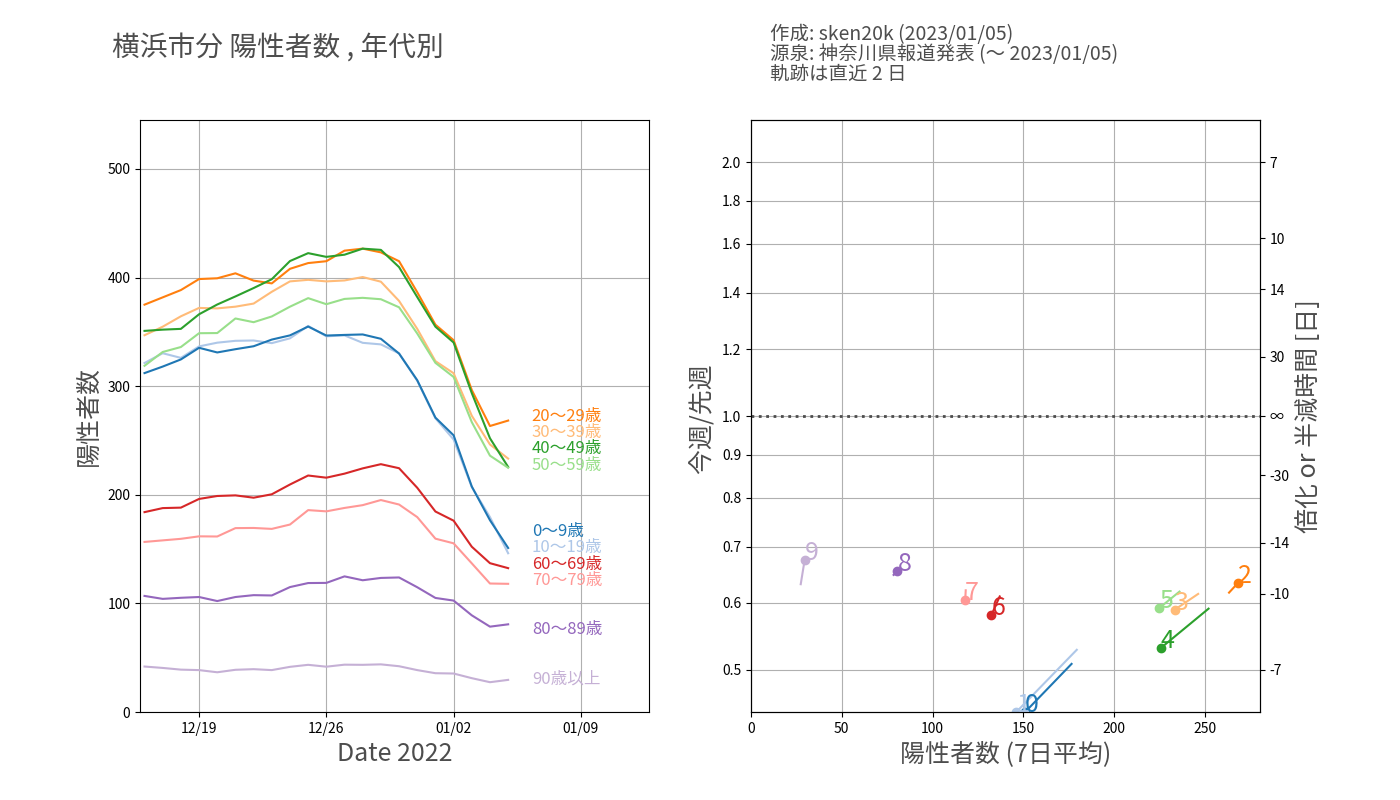 横浜市分 陽性者数 , 年代別
作成: sken20k (2023/01/05)
源泉: 神奈川県報道発表 (〜 2023/01/05)
軌跡は直近 2 日
陽性者数
500
400
300
200
100
0
12/19
12/26
01/02
01/09
Date 2022
20〜29歳
30〜39歳
40〜49歳
50〜59歳
0〜9歳
10〜19歳
60〜69歳
70〜79歳
80〜89歳
90歳以上
今週/先週
2.0
1.8
1.6
1.4
1.2
1.0
0.9
0.8
0.7
0.6
0.5
9
8
7
6
5
3
2
4
1
0
0
50
100
150
200
250
陽性者数 (7日平均)
7
10
14
30
∞
-30
-14
-10
-7
倍化 or 半減時間 [日]